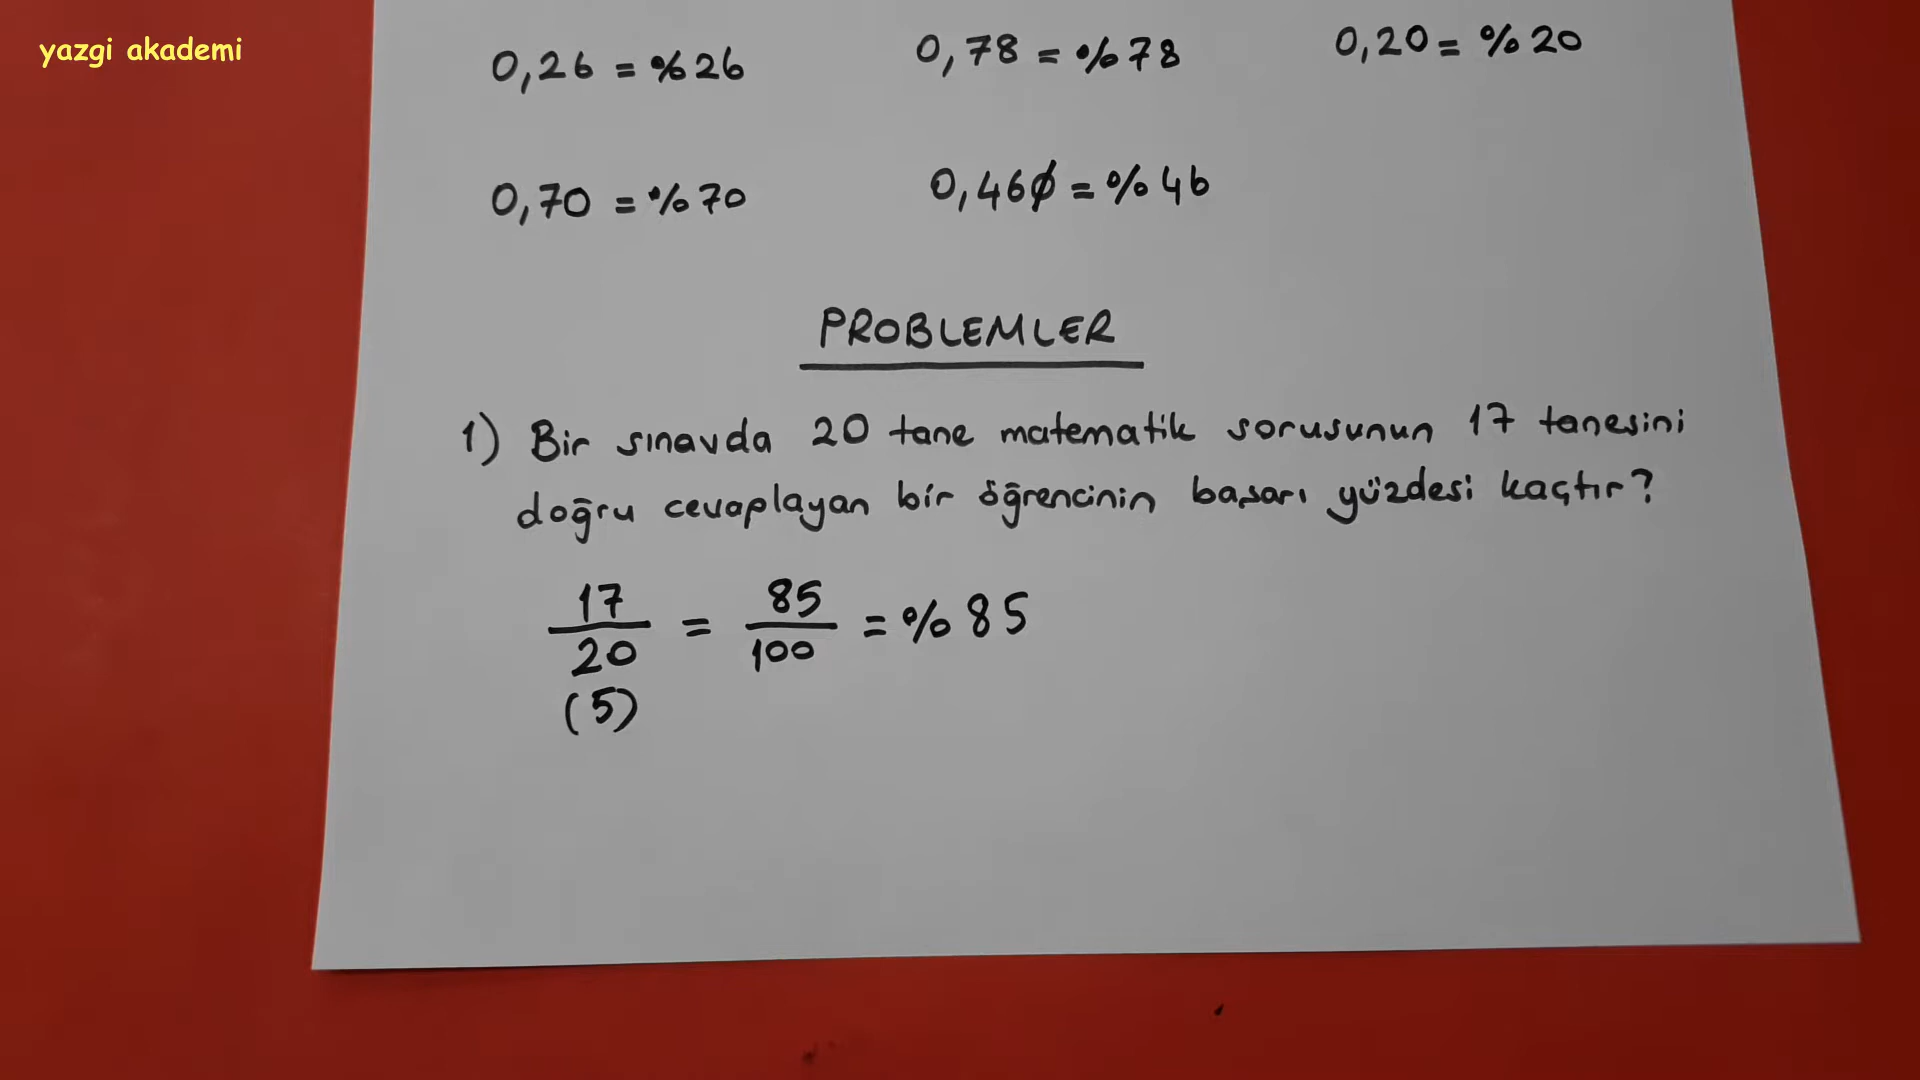 yazgi akademi
0,26 = %26 0,78 = %78 0,20 = %20
0,70 = %70 0,460 = %46
PROBLEMLER
1) Bir sınavda 20 tane matematik sorusunun 17 tanesini
doğru cevaplayan bir öğrencinin başarı yüzdesi kaçtır?
17/20 = 85/100 = %85
(5)